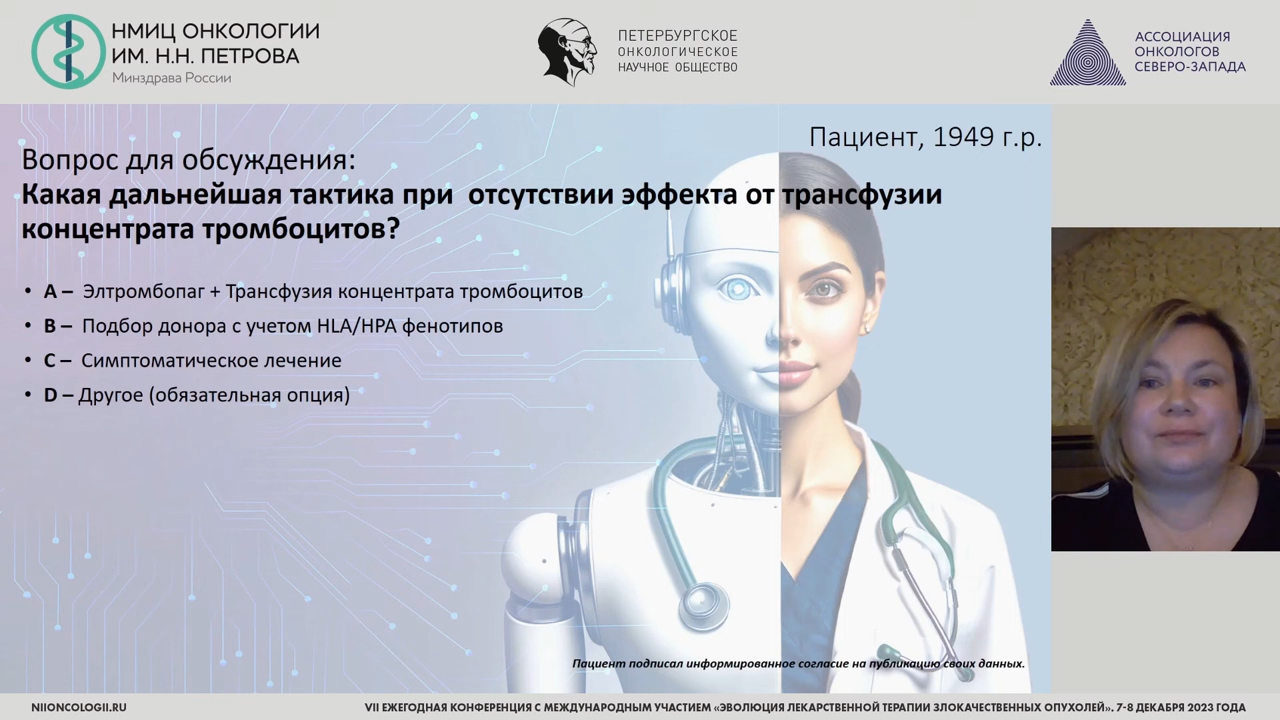 НМИЦ ОНКОЛОГИИ
ИМ. Н.Н. ПЕТРОВА
Минздрава России
ПЕТЕРБУРГСКОЕ
ОНКОЛОГИЧЕСКОЕ
НАУЧНОЕ ОБЩЕСТВО
АССОЦИАЦИЯ
ОНКОЛОГОВ
СЕВЕРО-ЗАПАДА
Пациент, 1949 г.р.
Вопрос для обсуждения:
Какая дальнейшая тактика при  отсутствии эффекта от трансфузии
концентрата тромбоцитов?
• A – Элтромбопаг + Трансфузия концентрата тромбоцитов
• B – Подбор донора с учетом HLA/HPA фенотипов
• C – Симптоматическое лечение
• D – Другое (обязательная опция)
Пациент подписал информированное согласие на публикацию своих данных.
NIIONCOLOGII.RU
VII ЕЖЕГОДНАЯ КОНФЕРЕНЦИЯ С МЕЖДУНАРОДНЫМ УЧАСТИЕМ «ЭВОЛЮЦИЯ ЛЕКАРСТВЕННОЙ ТЕРАПИИ ЗЛОКАЧЕСТВЕННЫХ ОПУХОЛЕЙ». 7-8 ДЕКАБРЯ 2023 ГОДА